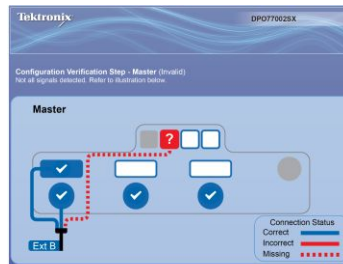 Tektronix
DPO77002SX
Configuration Verification Step - Master (Invalid)
Not all signals detected. Refer to illustration below.
Master
?
Ext B
Connection Status
Correct
Incorrect
Missing